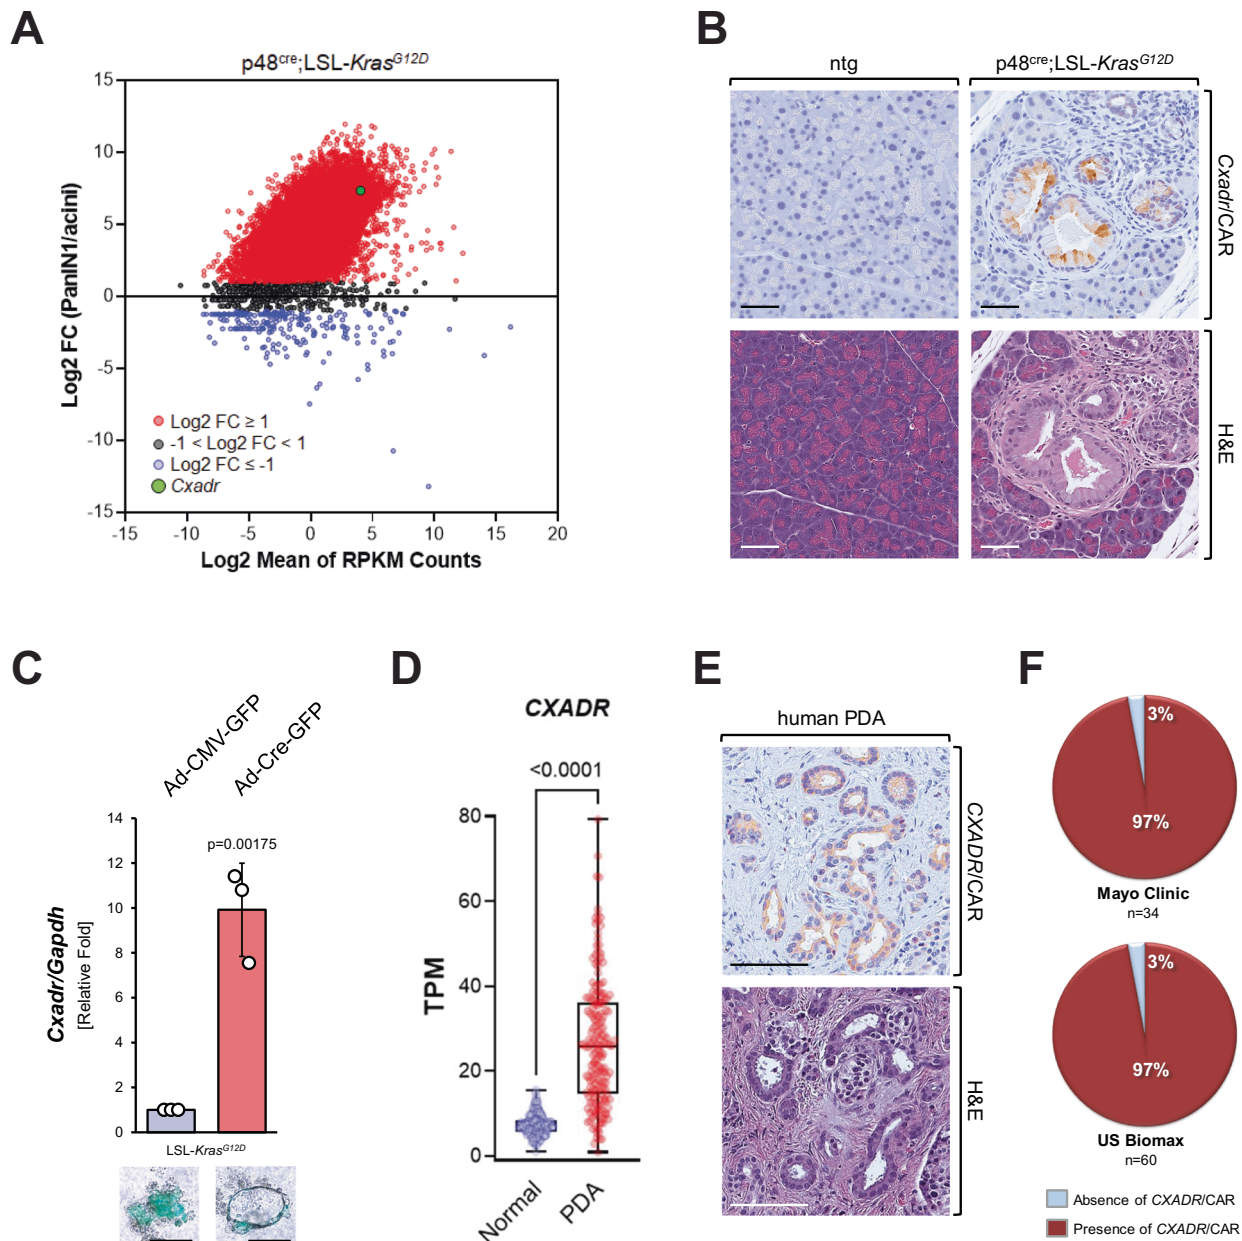 A
p48cre;LSL-KrasG12D
15
10
5
0
-5
-10
-15
Log2 FC (PanIN1/acini)
Log2 FC ≥ 1
-1 < Log2 FC < 1
Log2 FC ≤ -1
Cxadr
-15
-10
-5
0
5
10
15
20
Log2 Mean of RPKM Counts
B
ntg
p48cre;LSL-KrasG12D
Cxadr/CAR
H&E
C
Ad-CMV-GFP
Ad-Cre-GFP
14
12
10
8
6
4
2
0
Cxadr/Gapdh
[Relative Fold]
p=0.00175
LSL-KrasG12D
D
CXADR
<0.0001
80
60
40
20
0
TPM
Normal
PDA
E
human PDA
CXADR/CAR
H&E
F
3%
97%
Mayo Clinic
n=34
3%
97%
US Biomax
n=60
Absence of CXADR/CAR
Presence of CXADR/CAR